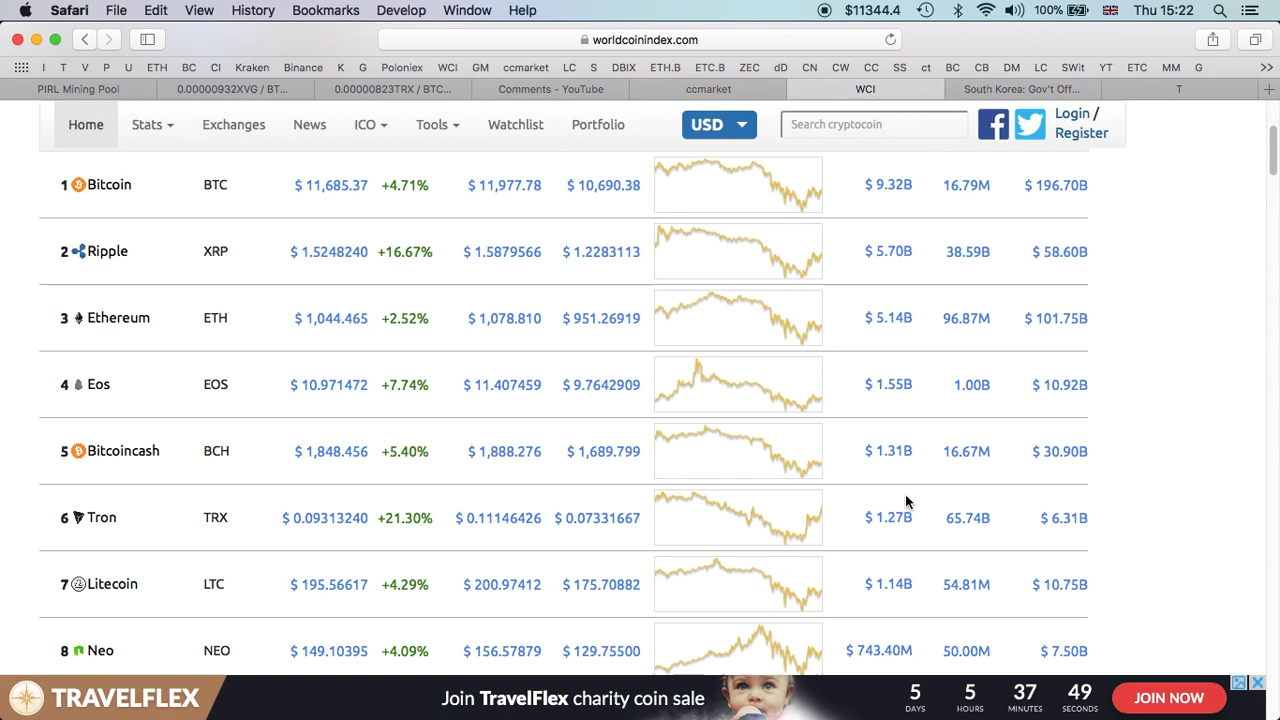 Safari File Edit View History Bookmarks Develop Window Help $11344.4 100% Thu 15:22
worldcoinindex.com
I T V P U ETH BC CI Kraken Binance K G Poloniex WCI GM ccmarket LC S DBIX ETH.B ETC.B ZEC dD CN CW CC SS ct BC CB DM LC SWit YT ETC MM G >>
PIRL Mining Pool 0.00000932XVG / BT... 0.00000823TRX / BTC... Comments - YouTube ccmarket WCI South Korea: Gov't Off... T +
Home Stats Exchanges News ICO Tools Watchlist Portfolio USD Search cryptocoin Login / Register
1 Bitcoin BTC $ 11,685.37 +4.71% $ 11,977.78 $ 10,690.38 $ 9.32B 16.79M $ 196.70B
2 Ripple XRP $ 1.5248240 +16.67% $ 1.5879566 $ 1.2283113 $ 5.70B 38.59B $ 58.60B
3 Ethereum ETH $ 1,044.465 +2.52% $ 1,078.810 $ 951.26919 $ 5.14B 96.87M $ 101.75B
4 Eos EOS $ 10.971472 +7.74% $ 11.407459 $ 9.7642909 $ 1.55B 1.00B $ 10.92B
5 Bitcoincash BCH $ 1,848.456 +5.40% $ 1,888.276 $ 1,689.799 $ 1.31B 16.67M $ 30.90B
6 Tron TRX $ 0.09313240 +21.30% $ 0.11146426 $ 0.07331667 $ 1.27B 65.74B $ 6.31B
7 Litecoin LTC $ 195.56617 +4.29% $ 200.97412 $ 175.70882 $ 1.14B 54.81M $ 10.75B
8 Neo NEO $ 149.10395 +4.09% $ 156.57879 $ 129.75500 $ 743.40M 50.00M $ 7.50B
TRAVELFLEX Join TravelFlex charity coin sale 5 5 37 49 JOIN NOW
DAYS HOURS MINUTES SECONDS